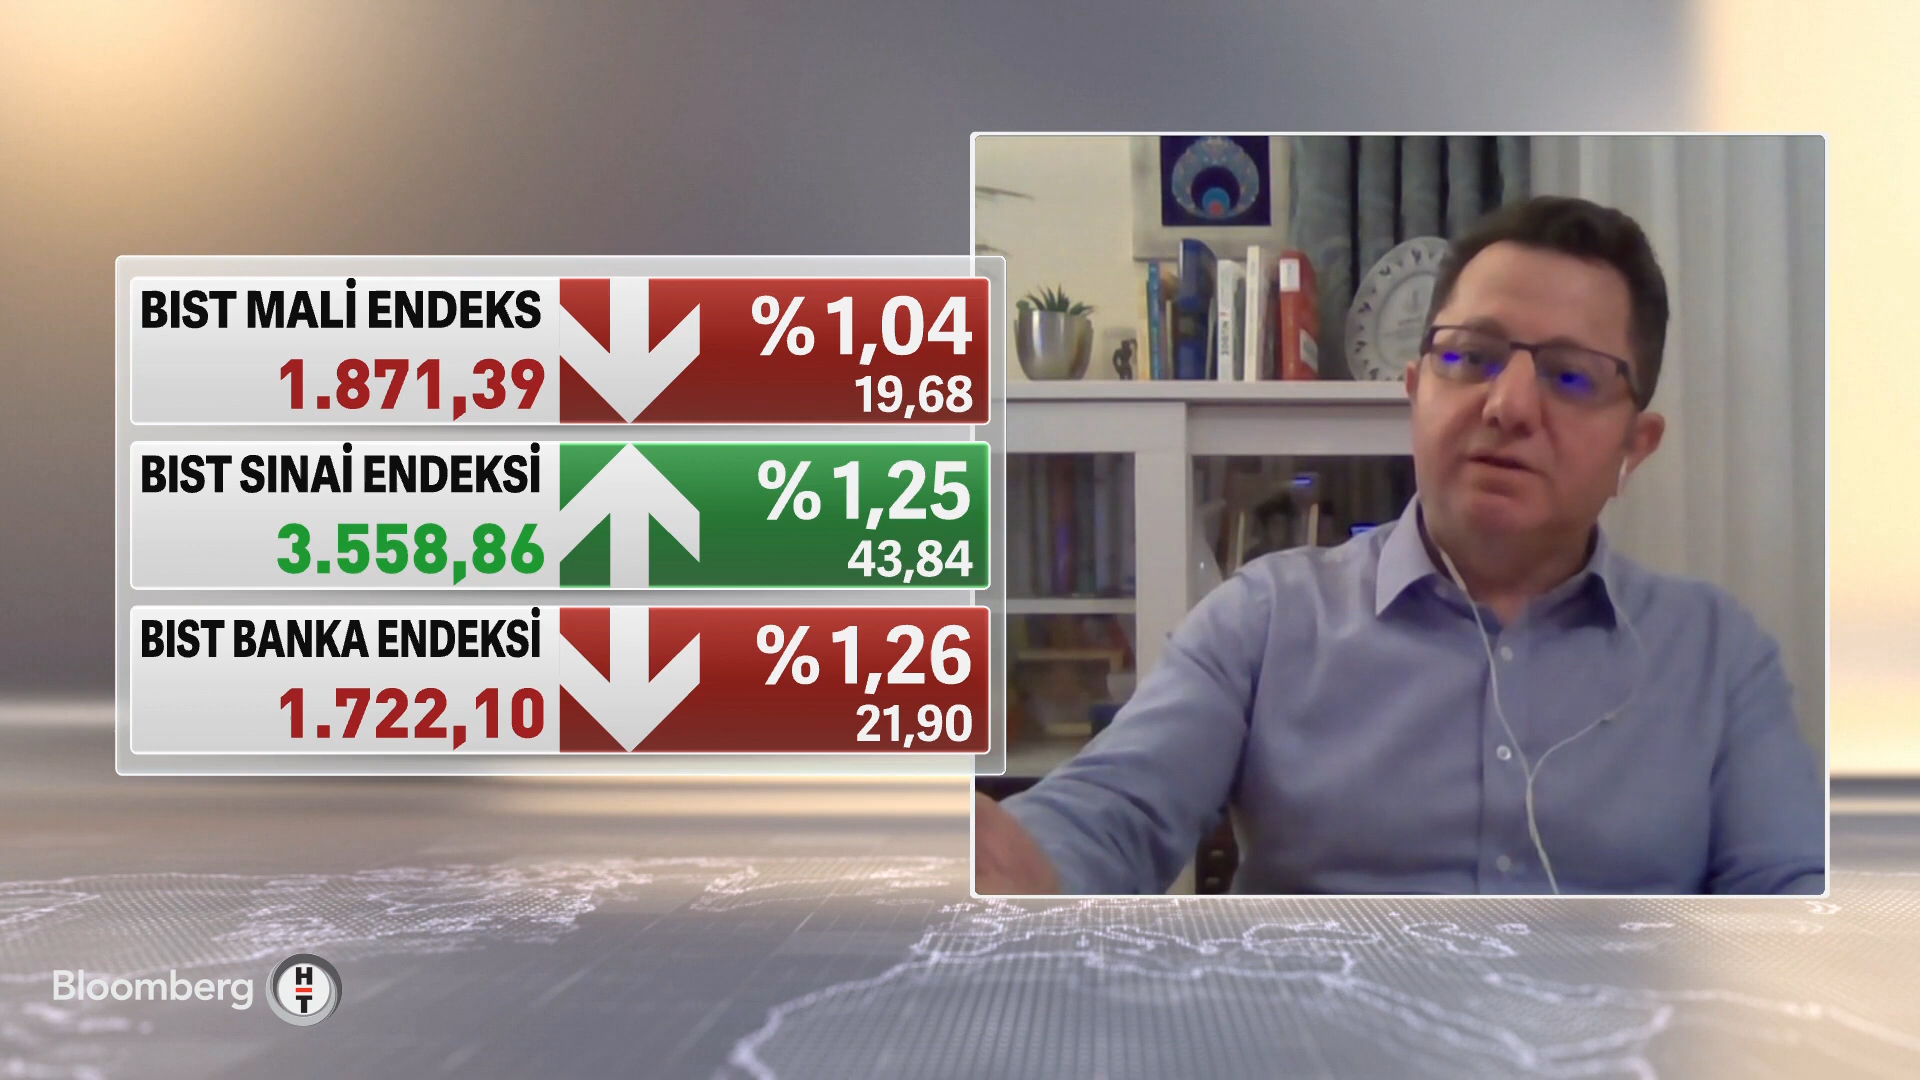 BIST MALİ ENDEKS
1.871,39
%1,04
19,68
BIST SINAİ ENDEKSİ
3.558,86
%1,25
43,84
BIST BANKA ENDEKSİ
1.722,10
%1,26
21,90
Bloomberg HT